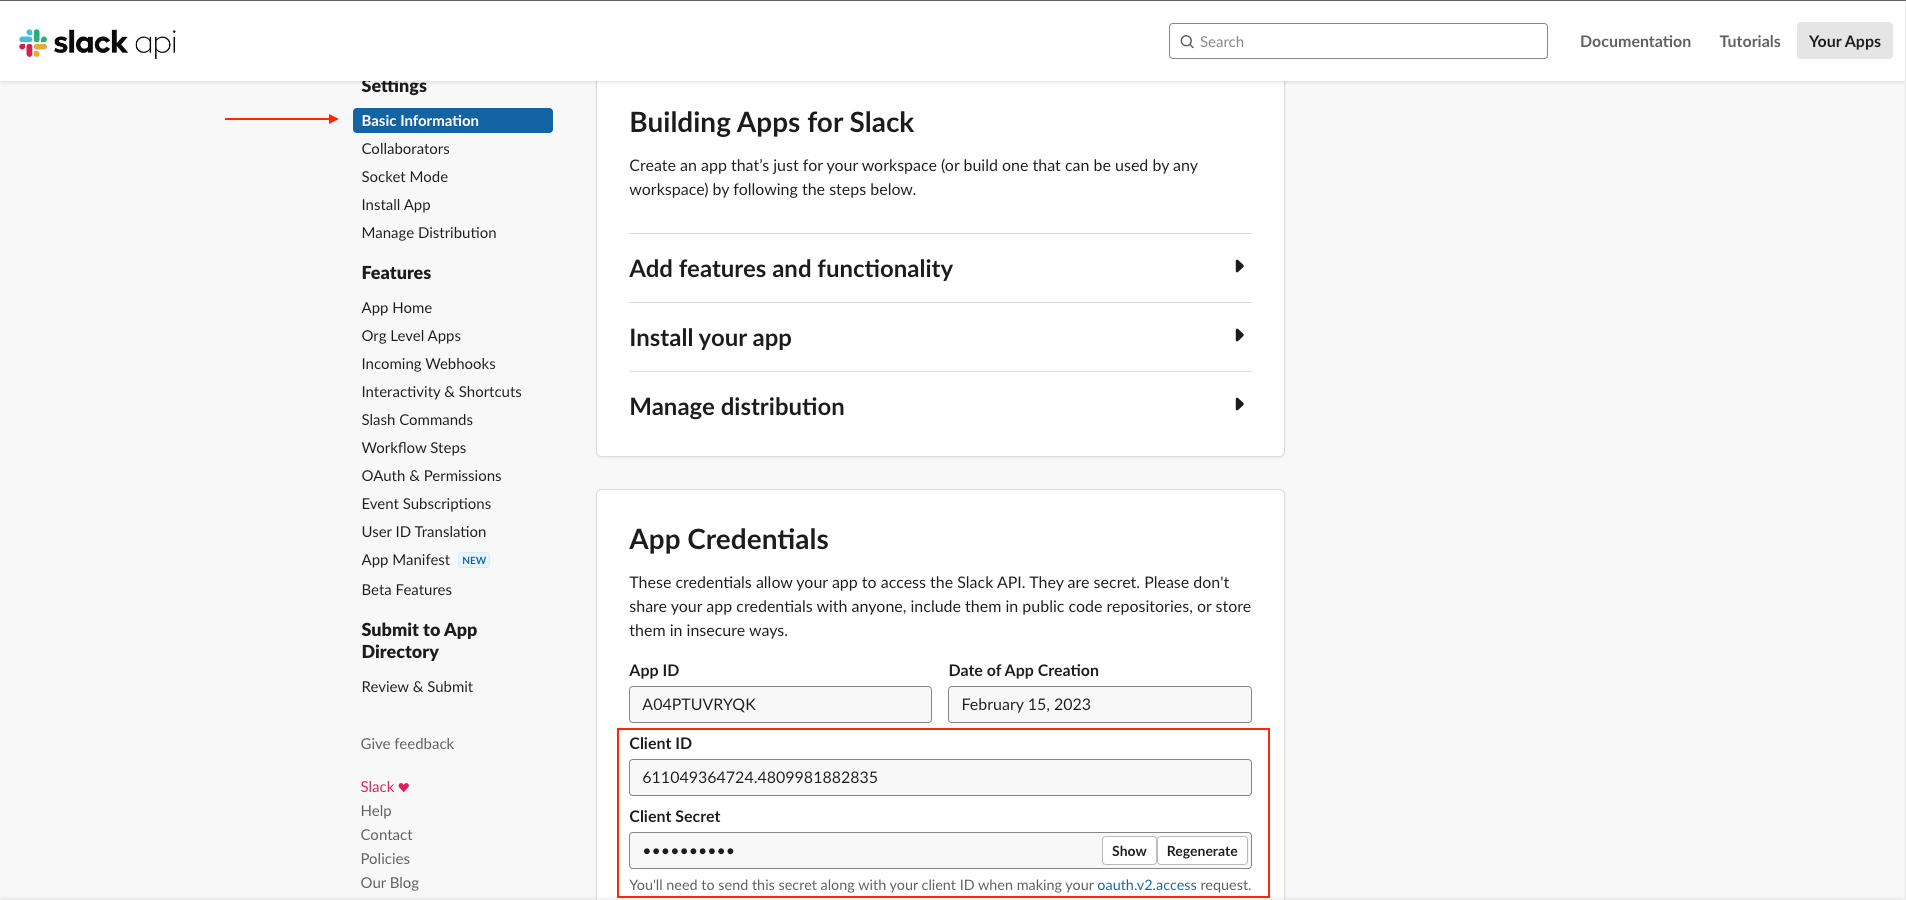 slack api
Search
Documentation
Tutorials
Your Apps
Settings
Basic Information
Collaborators
Socket Mode
Install App
Manage Distribution
Features
App Home
Org Level Apps
Incoming Webhooks
Interactivity & Shortcuts
Slash Commands
Workflow Steps
OAuth & Permissions
Event Subscriptions
User ID Translation
App Manifest NEW
Beta Features
Submit to App
Directory
Review & Submit
Give feedback
Slack ♥
Help
Contact
Policies
Our Blog
Building Apps for Slack
Create an app that’s just for your workspace (or build one that can be used by any
workspace) by following the steps below.
Add features and functionality
Install your app
Manage distribution
App Credentials
These credentials allow your app to access the Slack API. They are secret. Please don't
share your app credentials with anyone, include them in public code repositories, or store
them in insecure ways.
App ID
A04PTUVRYQK
Date of App Creation
February 15, 2023
Client ID
611049364724.4809981882835
Client Secret
••••••••••
Show
Regenerate
You'll need to send this secret along with your client ID when making your oauth.v2.access request.